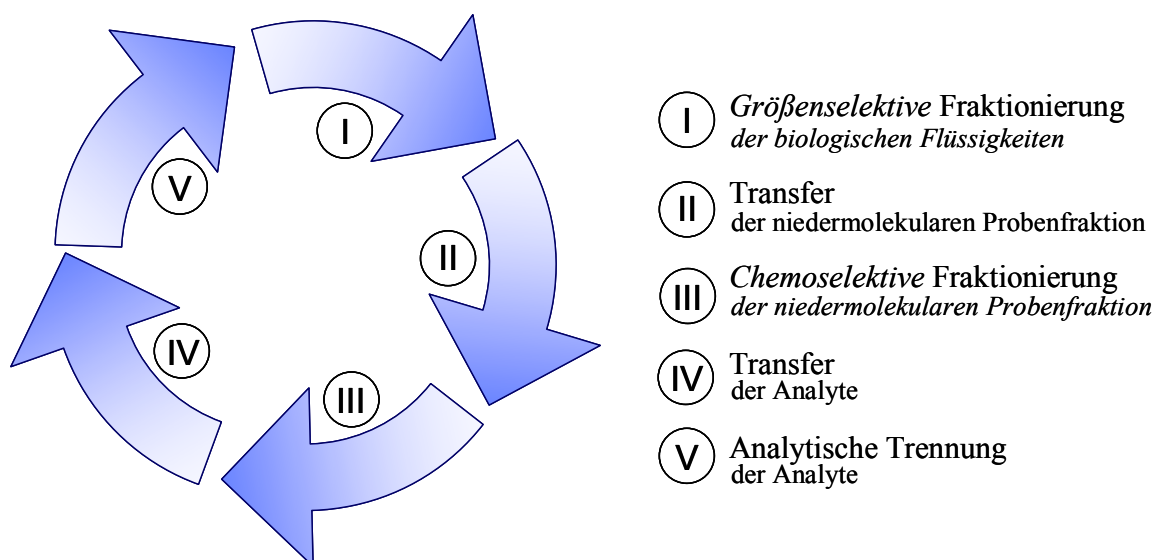 I
II
III
IV
V
I Größenselektive Fraktionierung
der biologischen Flüssigkeiten
II Transfer
der niedermolekularen Probenfraktion
III Chemoselektive Fraktionierung
der niedermolekularen Probenfraktion
IV Transfer
der Analyte
V Analytische Trennung
der Analyte